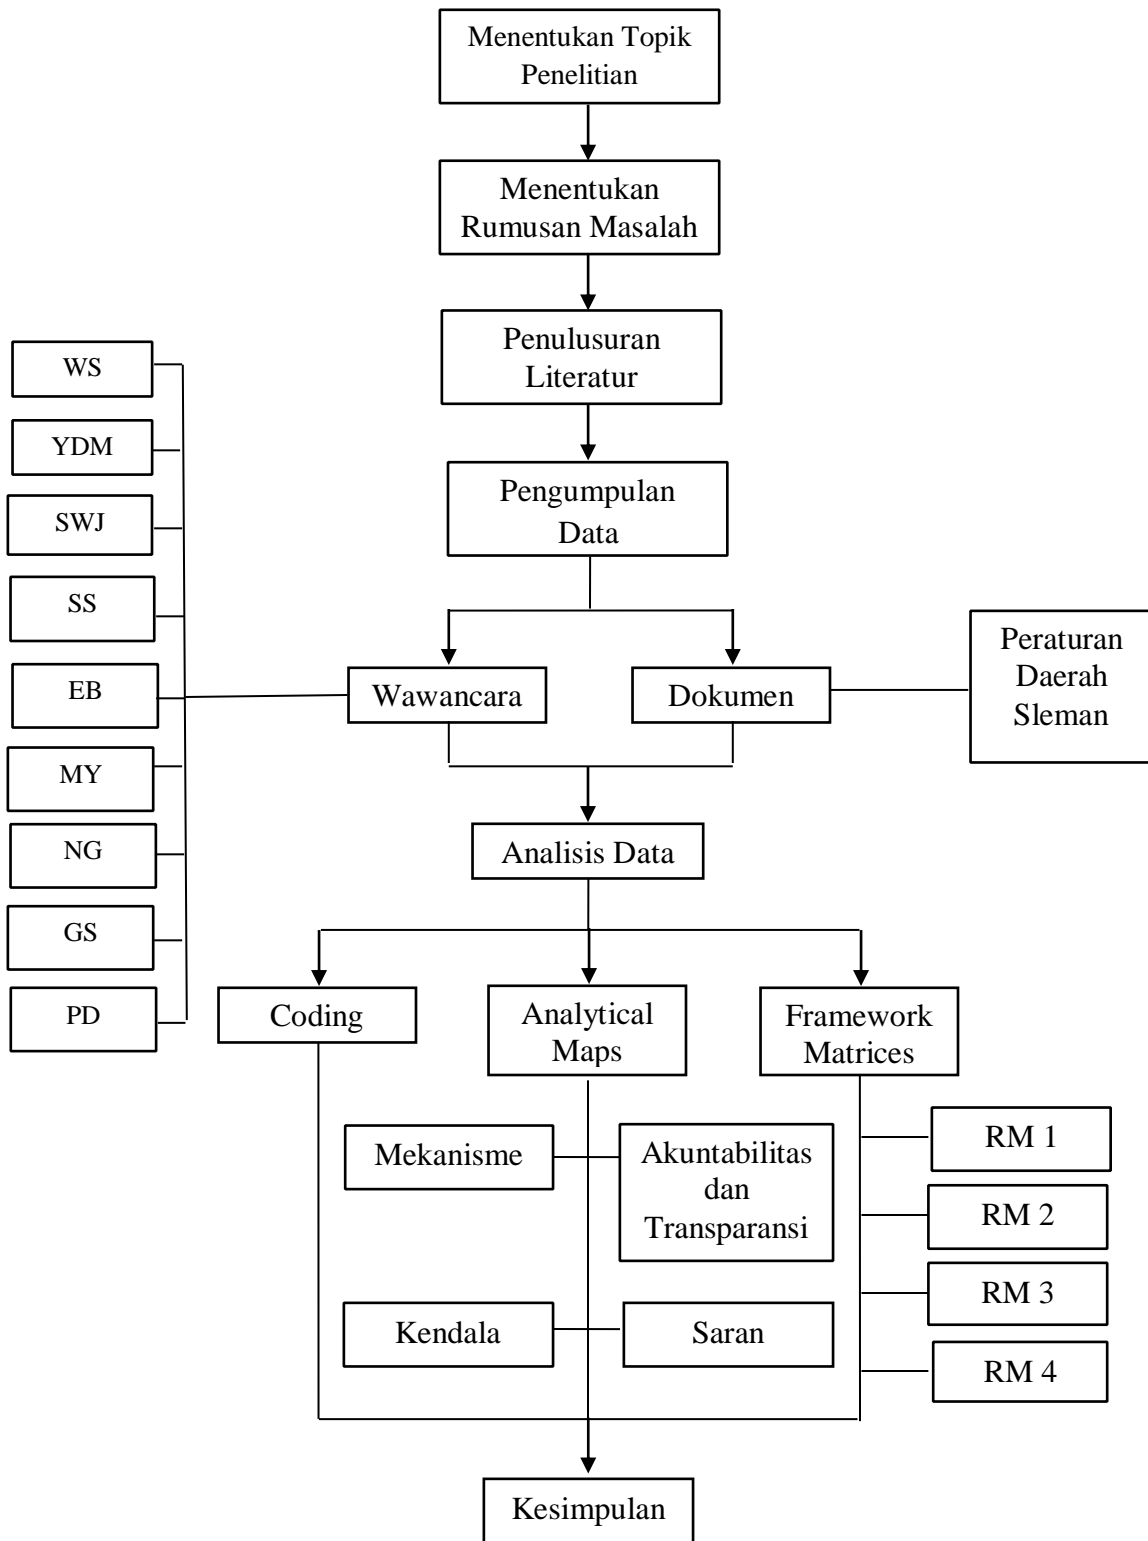 Menentukan Topik
Penelitian
Menentukan
Rumusan Masalah
Penulusuran
Literatur
Pengumpulan
Data
WS
YDM
SWJ
SS
EB
MY
NG
GS
PD
Wawancara
Dokumen
Peraturan
Daerah
Sleman
Analisis Data
Coding
Analytical
Maps
Framework
Matrices
Mekanisme
Akuntabilitas
dan
Transparansi
Kendala
Saran
RM 1
RM 2
RM 3
RM 4
Kesimpulan